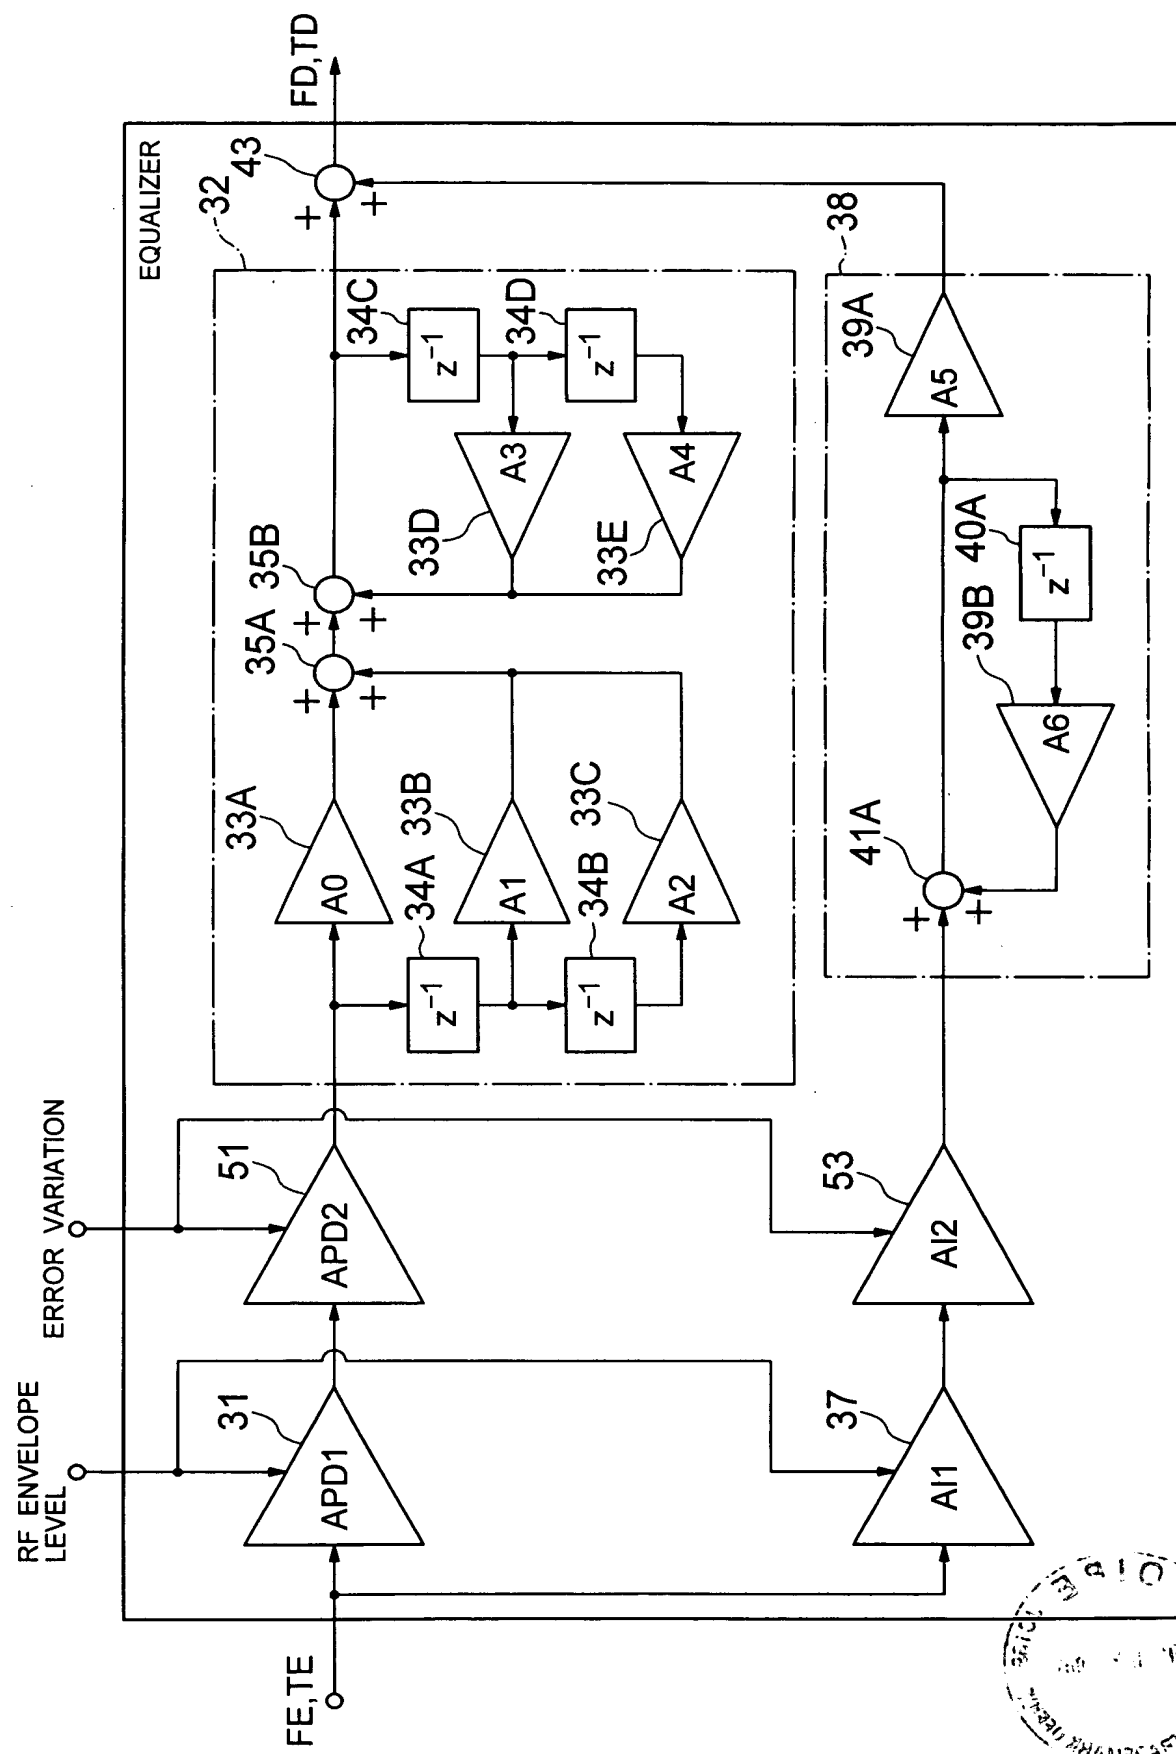 RF ENVELOPE
LEVEL
ERROR VARIATION
EQUALIZER
FE,TE
31
APD1
51
APD2
32
33A
A0
34A
z⁻¹
33B
A1
34B
z⁻¹
33C
A2
35A
+
+
35B
+
+
34C
z⁻¹
34D
z⁻¹
33D
A3
33E
A4
43
+
+
FD,TD
37
AI1
53
AI2
38
41A
+
+
39B
A6
40A
z⁻¹
39A
A5